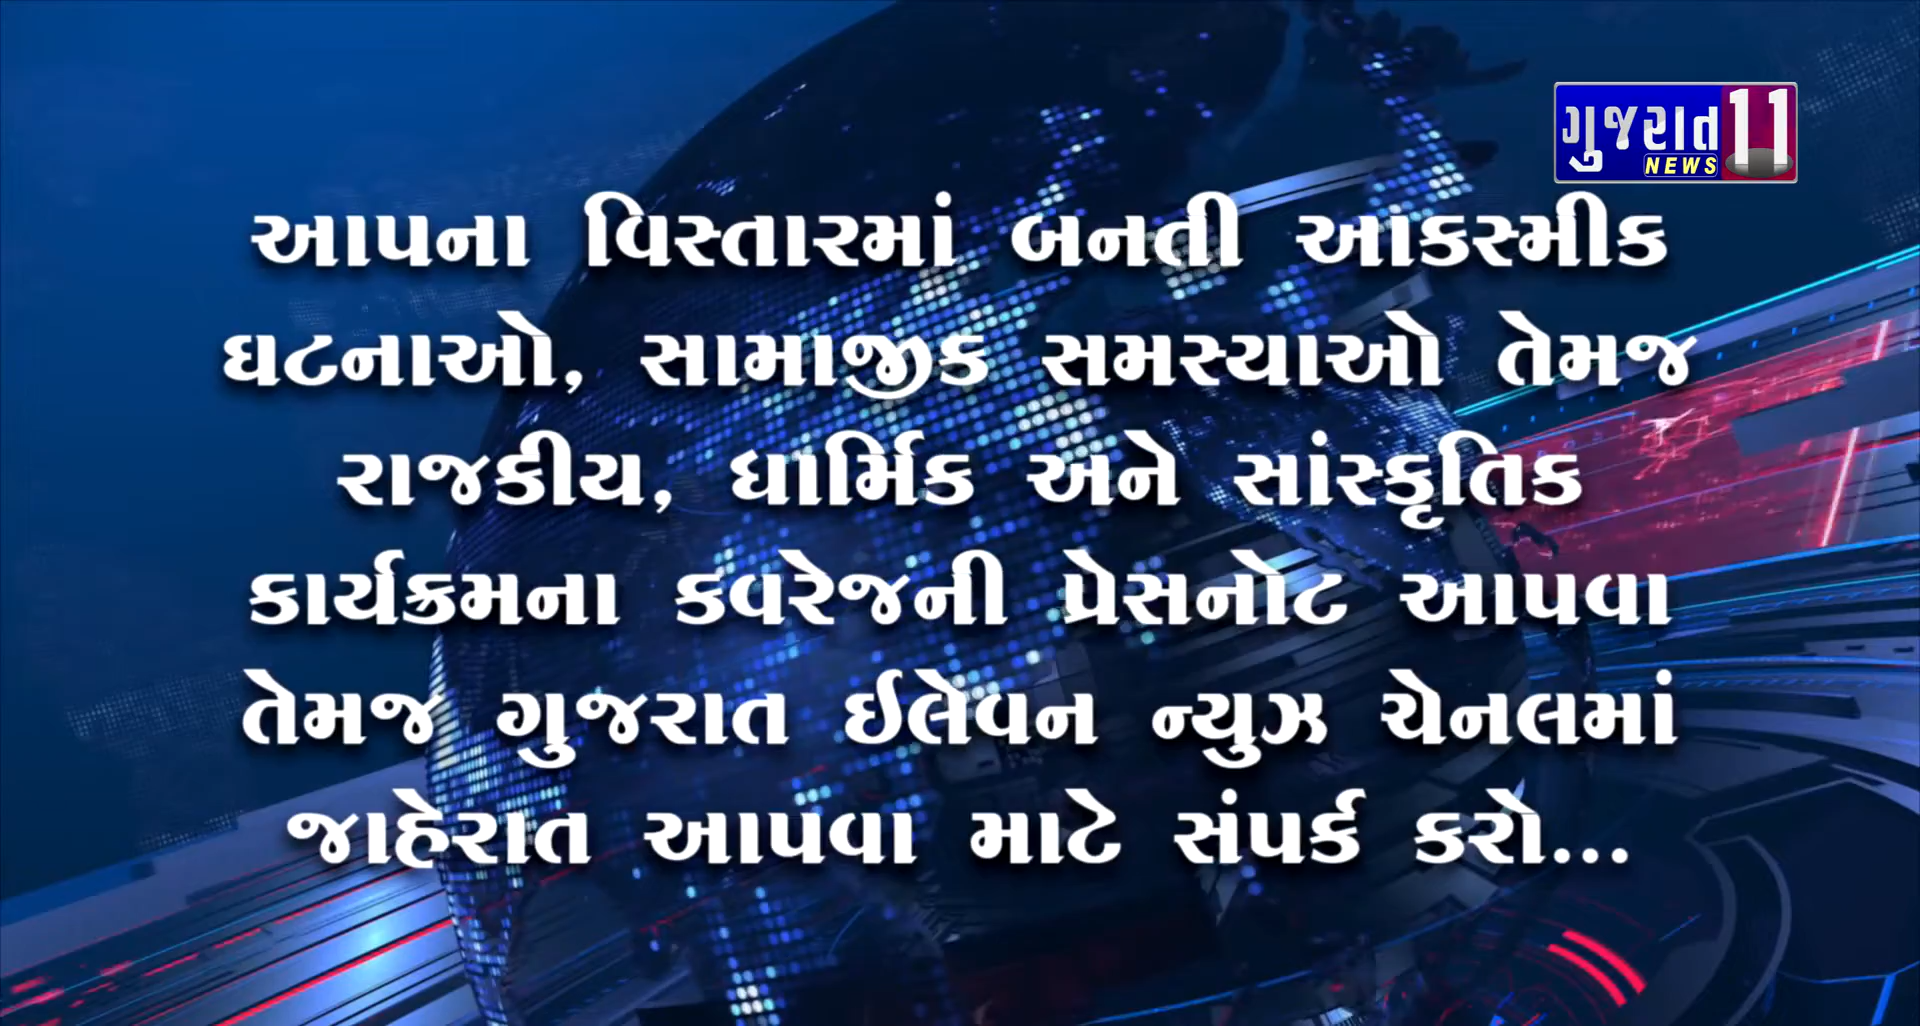 ગુજરાત 11
NEWS
આપના વિસ્તારમાં બનતી આકસ્મીક
ઘટનાઓ, સામાજીક સમસ્યાઓ તેમજ
રાજકીય, ધાર્મિક અને સાંસ્કૃતિક
કાર્યક્રમના કવરેજની પ્રેસનોટ આપવા
તેમજ ગુજરાત ઈલેવન ન્યુઝ ચેનલમાં
જાહેરાત આપવા માટે સંપર્ક કરો...